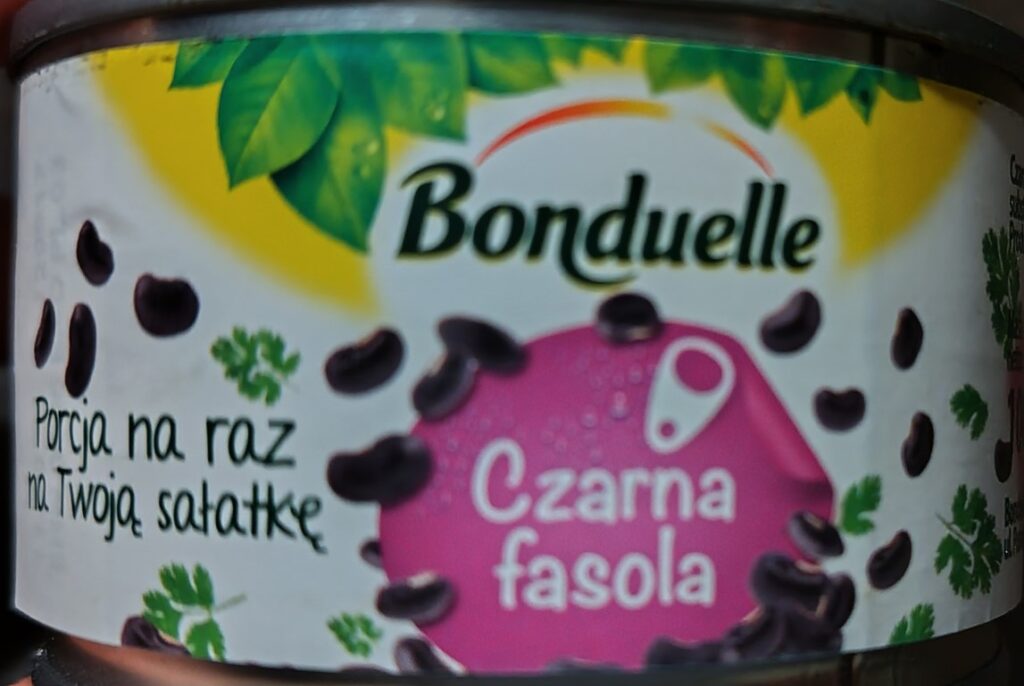 Bonduelle
Porcja na raz
na Twoją sałatkę
Czarna
fasola